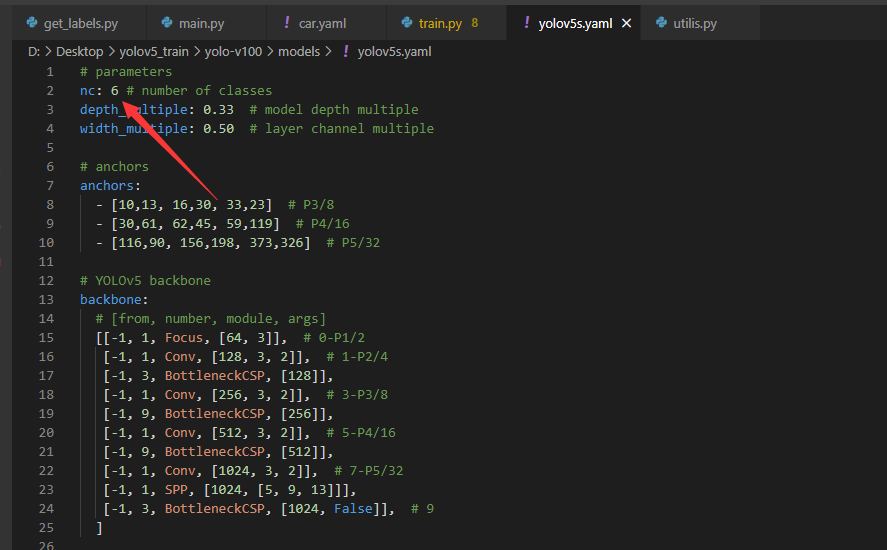 get_labels.py main.py ! car.yaml train.py 8 ! yolov5s.yaml × utilis.py
D: > Desktop > yolov5_train > yolo-v100 > models > ! yolov5s.yaml
1 # parameters
2 nc: 6 # number of classes
3 depth_multiple: 0.33 # model depth multiple
4 width_multiple: 0.50 # layer channel multiple
5
6 # anchors
7 anchors:
8 - [10,13, 16,30, 33,23] # P3/8
9 - [30,61, 62,45, 59,119] # P4/16
10 - [116,90, 156,198, 373,326] # P5/32
11
12 # YOLOv5 backbone
13 backbone:
14 # [from, number, module, args]
15 [[-1, 1, Focus, [64, 3]], # 0-P1/2
16 [-1, 1, Conv, [128, 3, 2]], # 1-P2/4
17 [-1, 3, BottleneckCSP, [128]],
18 [-1, 1, Conv, [256, 3, 2]], # 3-P3/8
19 [-1, 9, BottleneckCSP, [256]],
20 [-1, 1, Conv, [512, 3, 2]], # 5-P4/16
21 [-1, 9, BottleneckCSP, [512]],
22 [-1, 1, Conv, [1024, 3, 2]], # 7-P5/32
23 [-1, 1, SPP, [1024, [5, 9, 13]]],
24 [-1, 3, BottleneckCSP, [1024, False]], # 9
25 ]
26